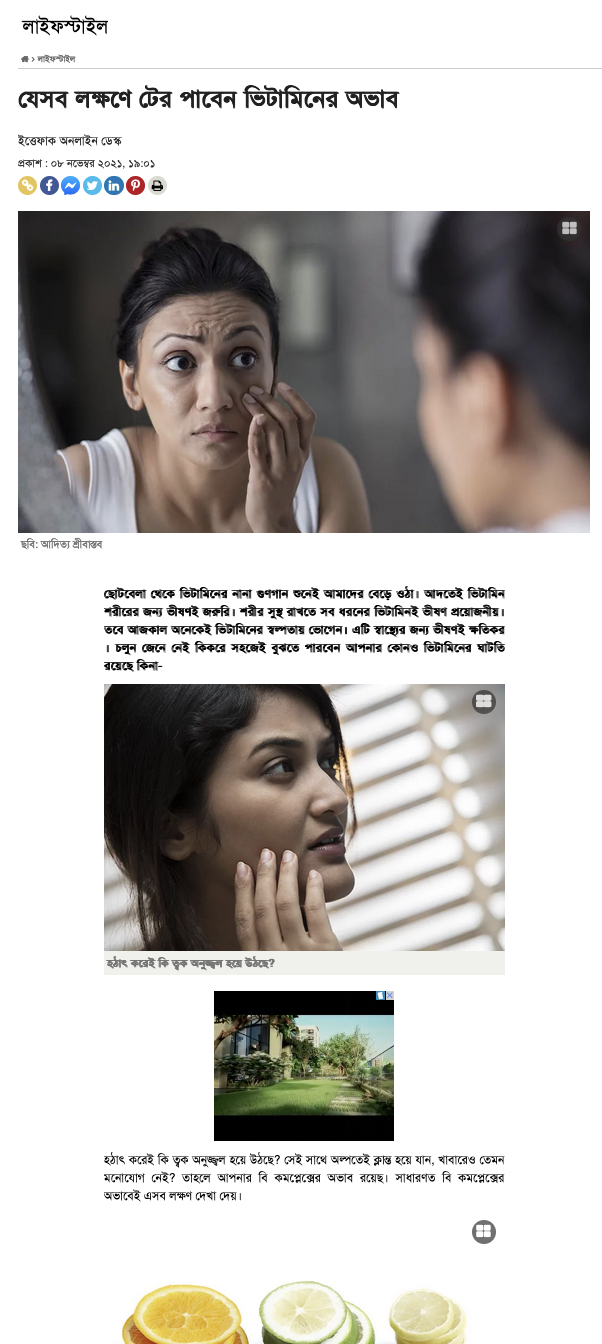 লাইফস্টাইল
› লাইফস্টাইল
যেসব লক্ষণে টের পাবেন ভিটামিনের অভাব
ইত্তেফাক অনলাইন ডেস্ক
প্রকাশ : ০৮ নভেম্বর ২০২১, ১৯:০১
ছবি: আদিত্য শ্রীবাস্তব
ছোটবেলা থেকে ভিটামিনের নানা গুণগান শুনেই আমাদের বেড়ে ওঠা। আদতেই ভিটামিন
শরীরের জন্য ভীষণই জরুরি। শরীর সুস্থ রাখতে সব ধরনের ভিটামিনই ভীষণ প্রয়োজনীয়।
তবে আজকাল অনেকেই ভিটামিনের স্বল্পতায় ভোগেন। এটি স্বাস্থ্যের জন্য ভীষণই ক্ষতিকর
। চলুন জেনে নেই কিকরে সহজেই বুঝতে পারবেন আপনার কোনও ভিটামিনের ঘাটতি
রয়েছে কিনা-
হঠাৎ করেই কি ত্বক অনুজ্জ্বল হয়ে উঠছে?
হঠাৎ করেই কি ত্বক অনুজ্জ্বল হয়ে উঠছে? সেই সাথে অল্পতেই ক্লান্ত হয়ে যান, খাবারেও তেমন
মনোযোগ নেই? তাহলে আপনার বি কমপ্লেক্সের অভাব রয়েছ। সাধারণত বি কমপ্লেক্সের
অভাবেই এসব লক্ষণ দেখা দেয়।